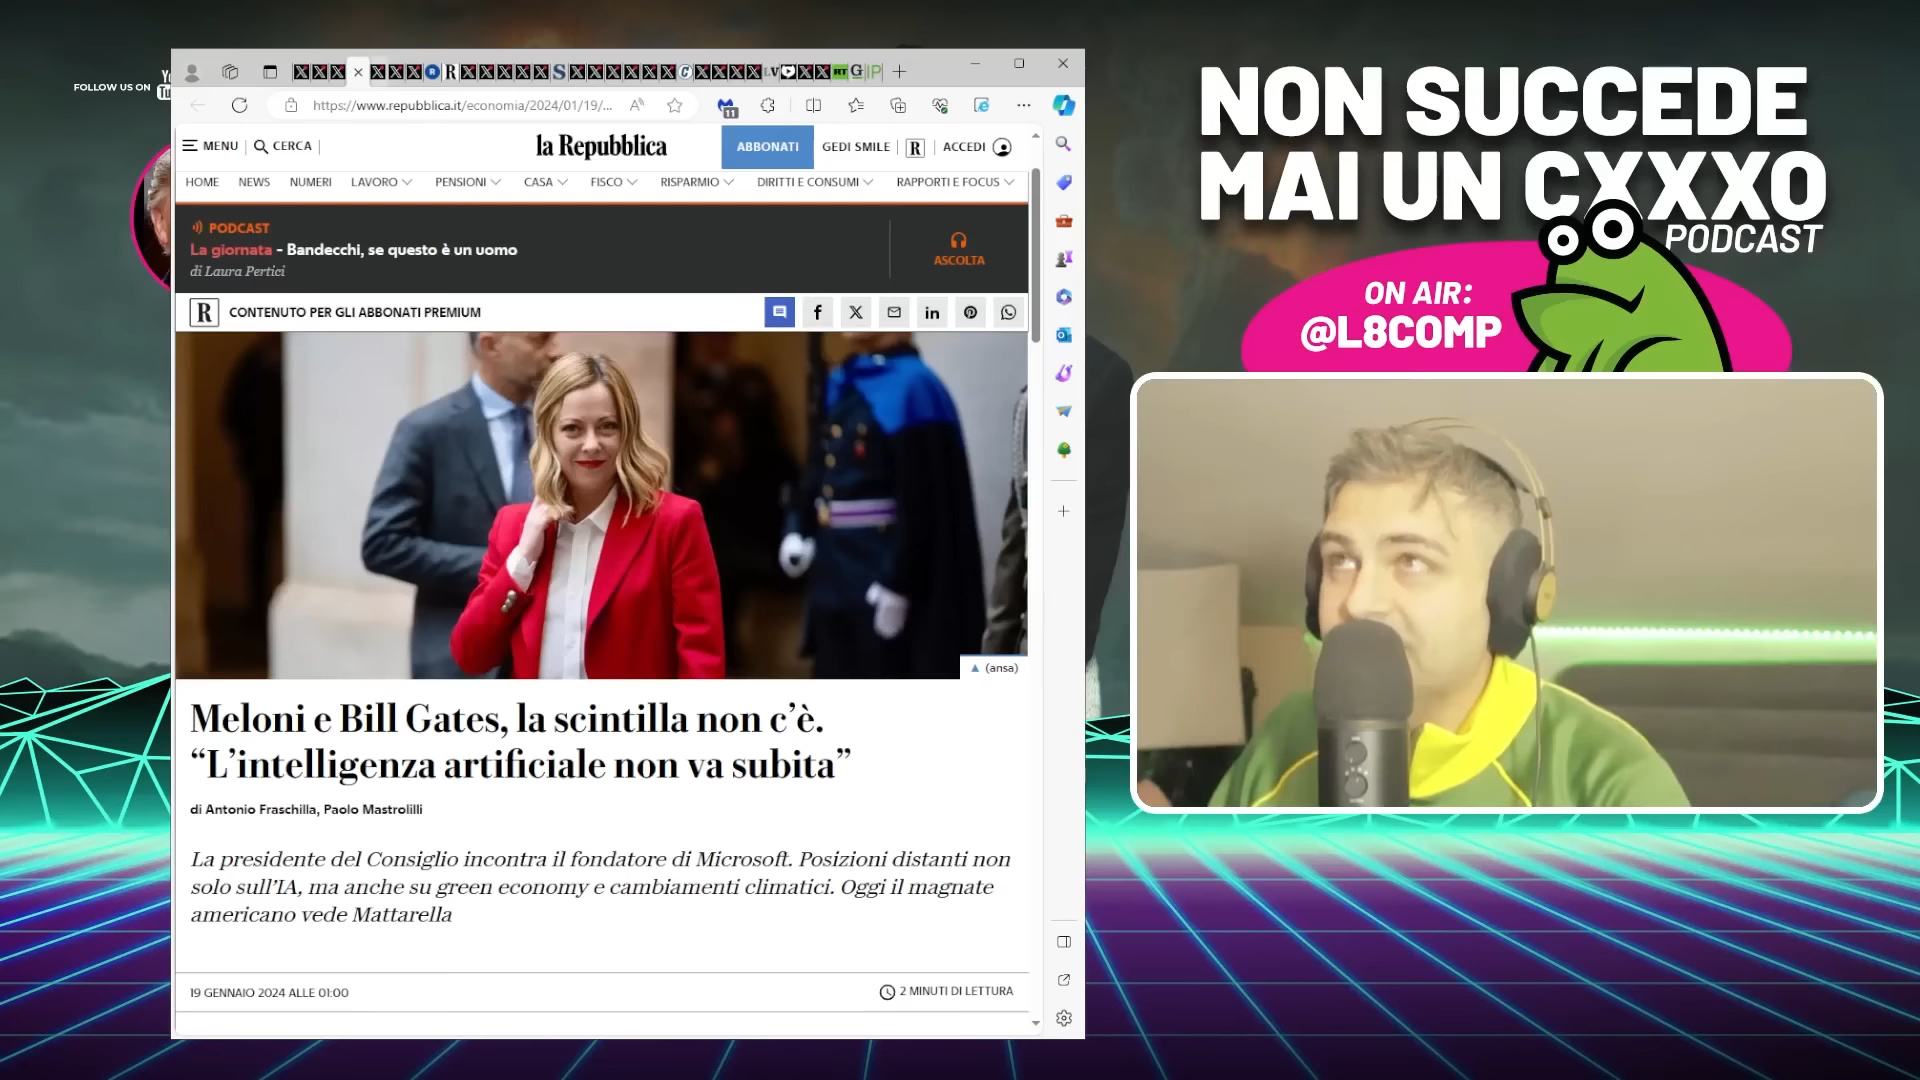 FOLLOW US ON
https://www.repubblica.it/economia/2024/01/19/...
11
MENU
CERCA
la Repubblica
ABBONATI
GEDI SMILE
R
ACCEDI
HOME
NEWS
NUMERI
LAVORO
PENSIONI
CASA
FISCO
RISPARMIO
DIRITTI E CONSUMI
RAPPORTI E FOCUS
PODCAST
La giornata - Bandecchi, se questo è un uomo
di Laura Pertici
ASCOLTA
R
CONTENUTO PER GLI ABBONATI PREMIUM
(ansa)
Meloni e Bill Gates, la scintilla non c’è.
“L’intelligenza artificiale non va subita”
di Antonio Fraschilla, Paolo Mastrolilli
La presidente del Consiglio incontra il fondatore di Microsoft. Posizioni distanti non
solo sull’IA, ma anche su green economy e cambiamenti climatici. Oggi il magnate
americano vede Mattarella
19 GENNAIO 2024 ALLE 01:00
2 MINUTI DI LETTURA
NON SUCCEDE
MAI UN CXXXO
PODCAST
ON AIR:
@L8COMP